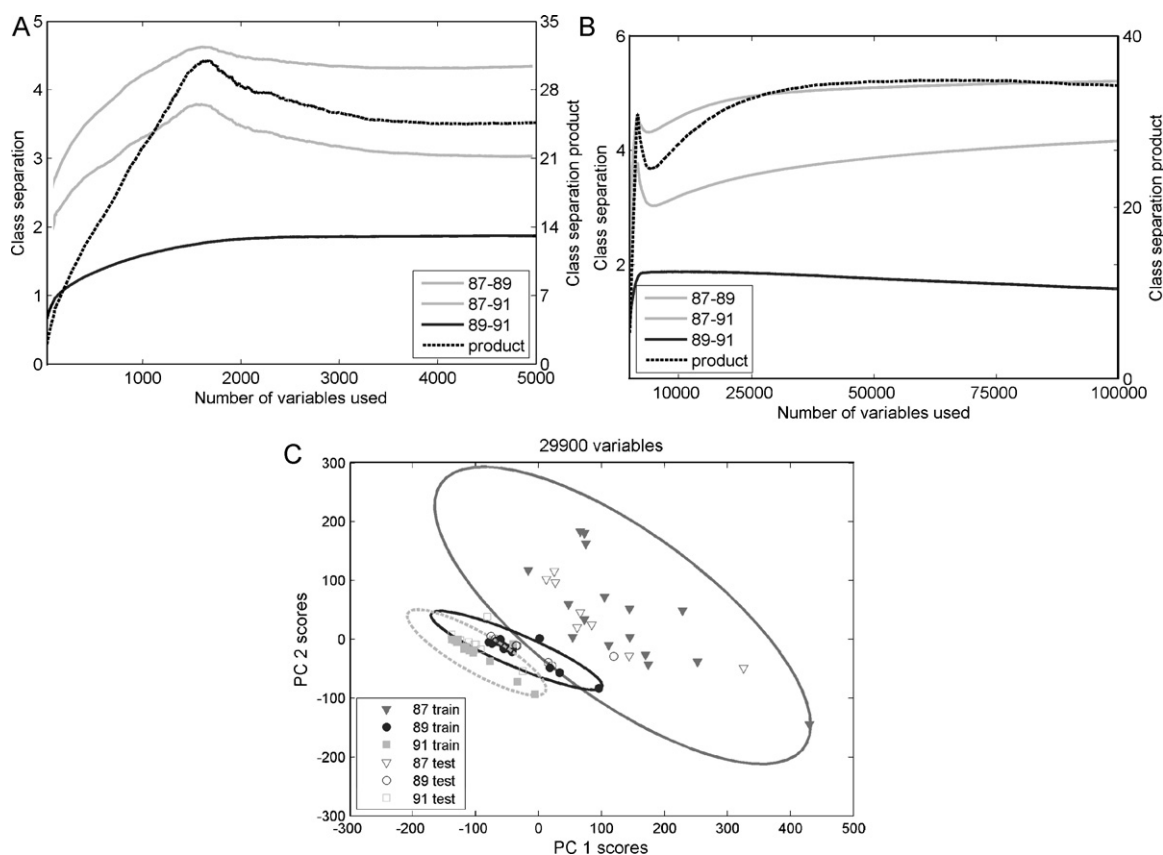 A
Class separation
5
4
3
2
1
0
35
28
21
14
7
0
Class separation product
1000 2000 3000 4000 5000
Number of variables used
87-89
87-91
89-91
product
B
Class separation
6
4
2
40
20
0
Class separation product
10000 25000 50000 75000 100000
Number of variables used
87-89
87-91
89-91
product
C
29900 variables
PC 2 scores
300
200
100
0
-100
-200
-300
-300 -200 -100 0 100 200 300 400 500
PC 1 scores
87 train
89 train
91 train
87 test
89 test
91 test